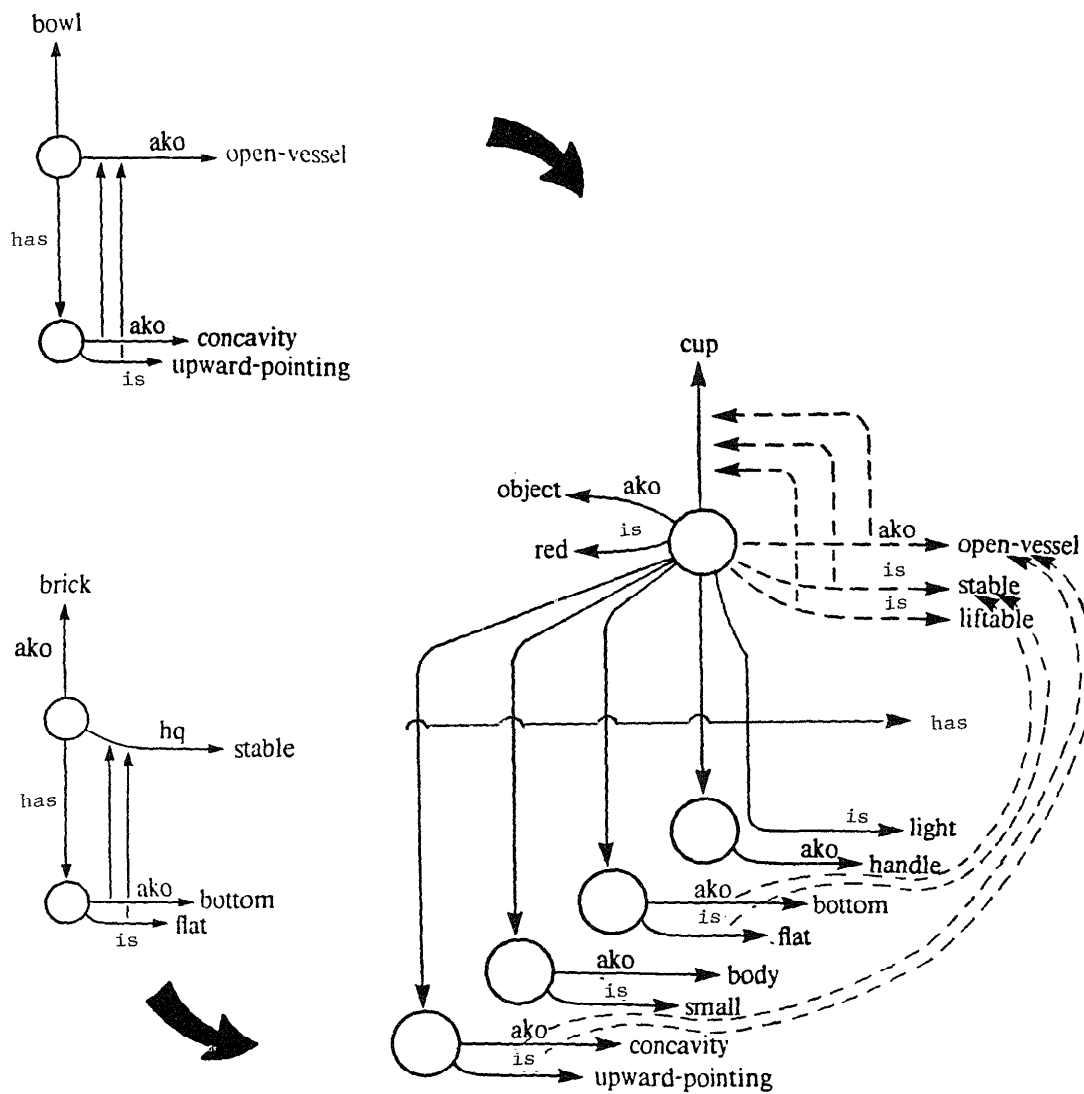 bowl
ako
open-vessel
has
ako
concavity
upward-pointing
is
brick
ako
hq
stable
has
ako
bottom
flat
is
cup
object
ako
is
red
ako
open-vessel
is
stable
is
liftable
has
is
light
ako
handle
ako
bottom
is
flat
ako
body
is
small
ako
concavity
is
upward-pointing